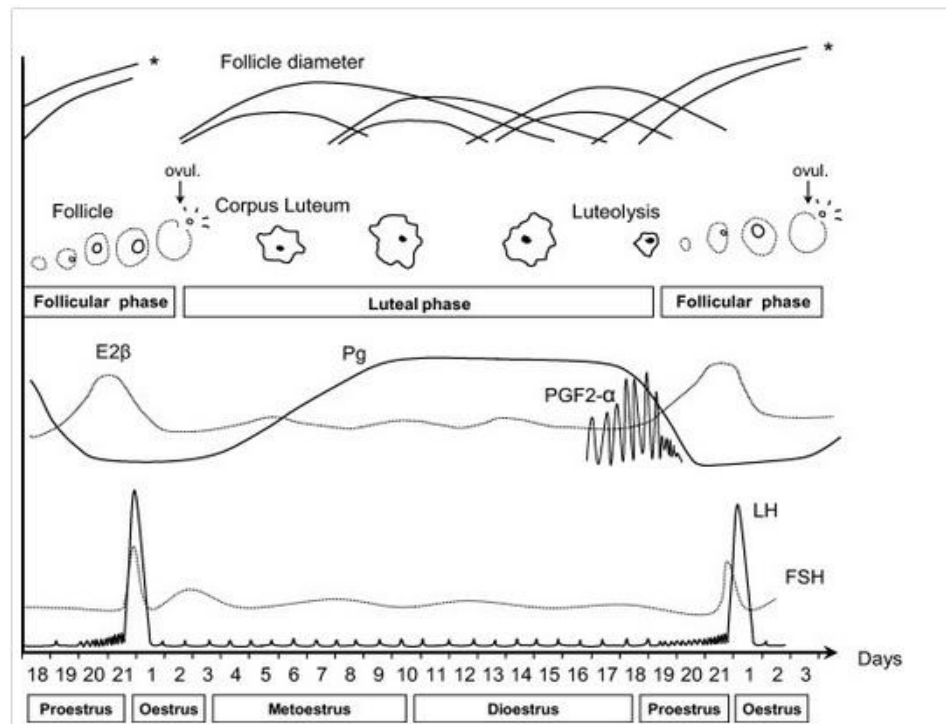 *
Follicle diameter
*
ovul.
ovul.
Follicle
Corpus Luteum
Luteolysis
Follicular phase
Luteal phase
Follicular phase
E2β
Pg
PGF2-α
LH
FSH
Days
18 19 20 21 1 2 3 4 5 6 7 8 9 10 11 12 13 14 15 16 17 18 19 20 21 1 2 3
Proestrus
Oestrus
Metoestrus
Dioestrus
Proestrus
Oestrus